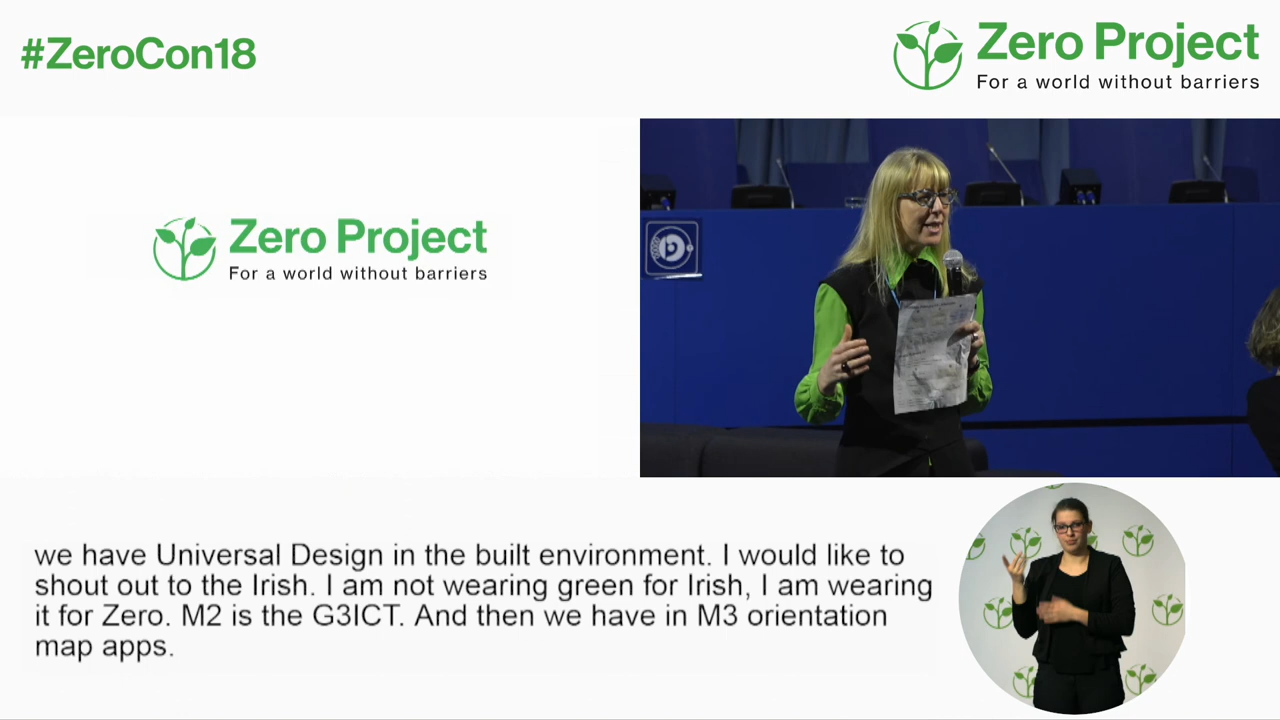 #ZeroCon18
Zero Project
For a world without barriers
Zero Project
For a world without barriers
we have Universal Design in the built environment. I would like to
shout out to the Irish. I am not wearing green for Irish, I am wearing
it for Zero. M2 is the G3ICT. And then we have in M3 orientation
map apps.